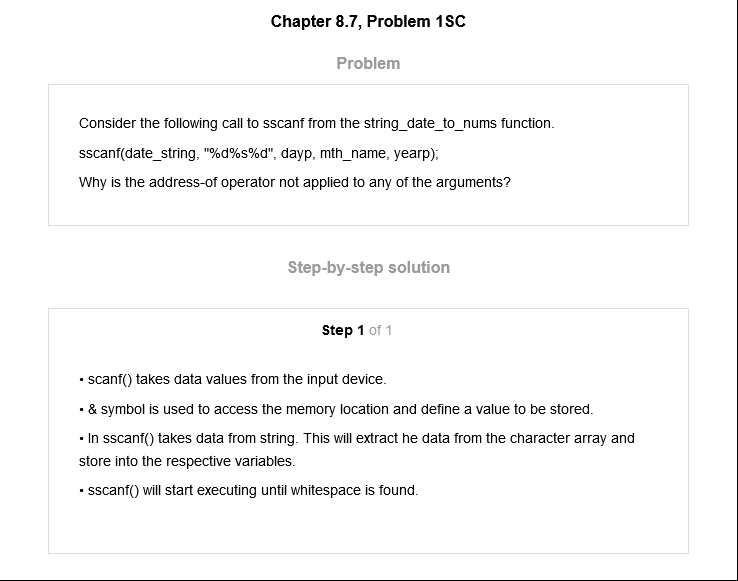 Chapter 8.7, Problem 1SC
Problem
Consider the following call to sscanf from the string_date_to_nums function.
sscanf(date_string, "%d%s%d", dayp, mth_name, yearp);
Why is the address-of operator not applied to any of the arguments?
Step-by-step solution
Step 1 of 1
• scanf() takes data values from the input device.
• & symbol is used to access the memory location and define a value to be stored.
• In sscanf() takes data from string. This will extract he data from the character array and
store into the respective variables.
• sscanf() will start executing until whitespace is found.